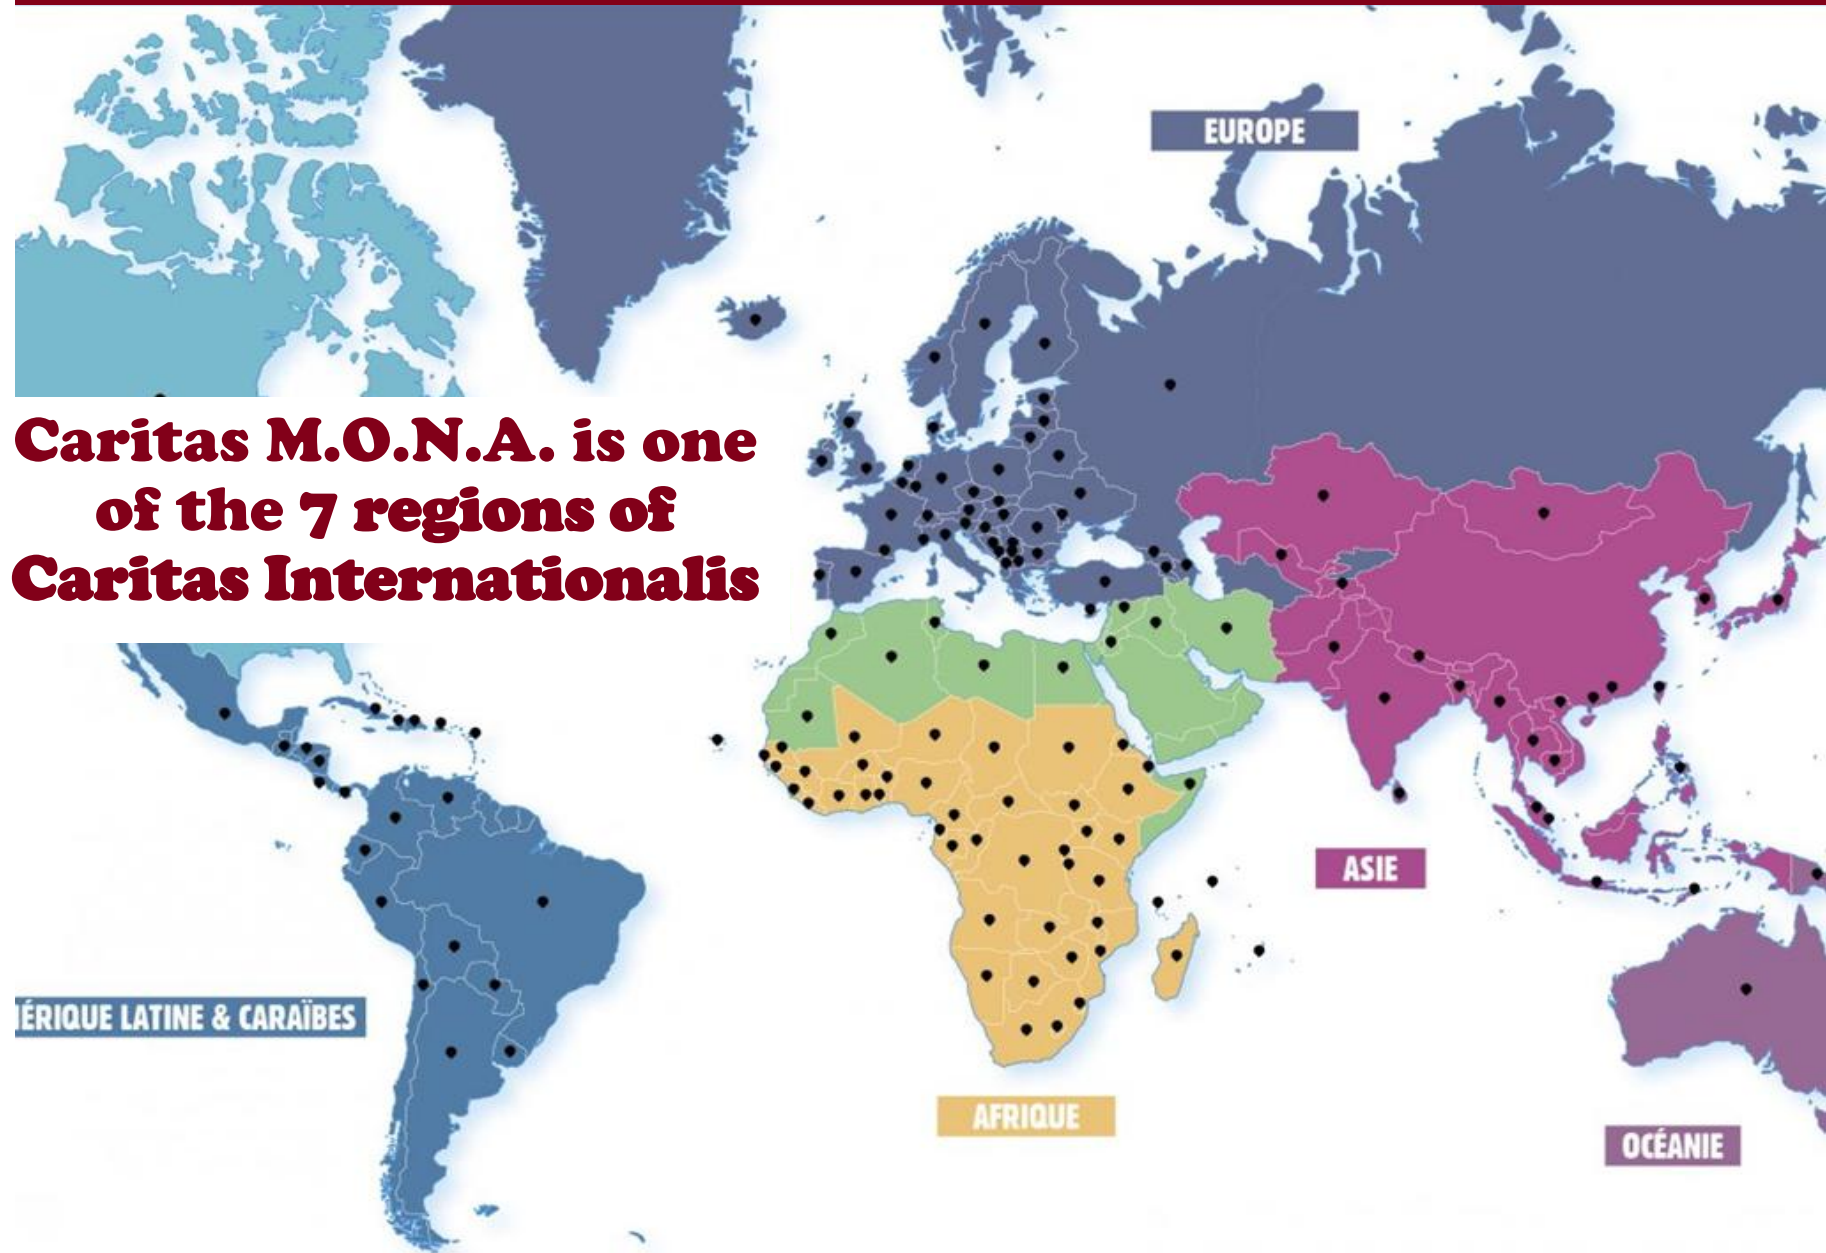 EUROPE
Caritas M.O.N.A. is one
of the 7 regions of
Caritas Internationalis
ASIE
ÉRIQUE LATINE & CARAÏBES
AFRIQUE
OCÉANIE